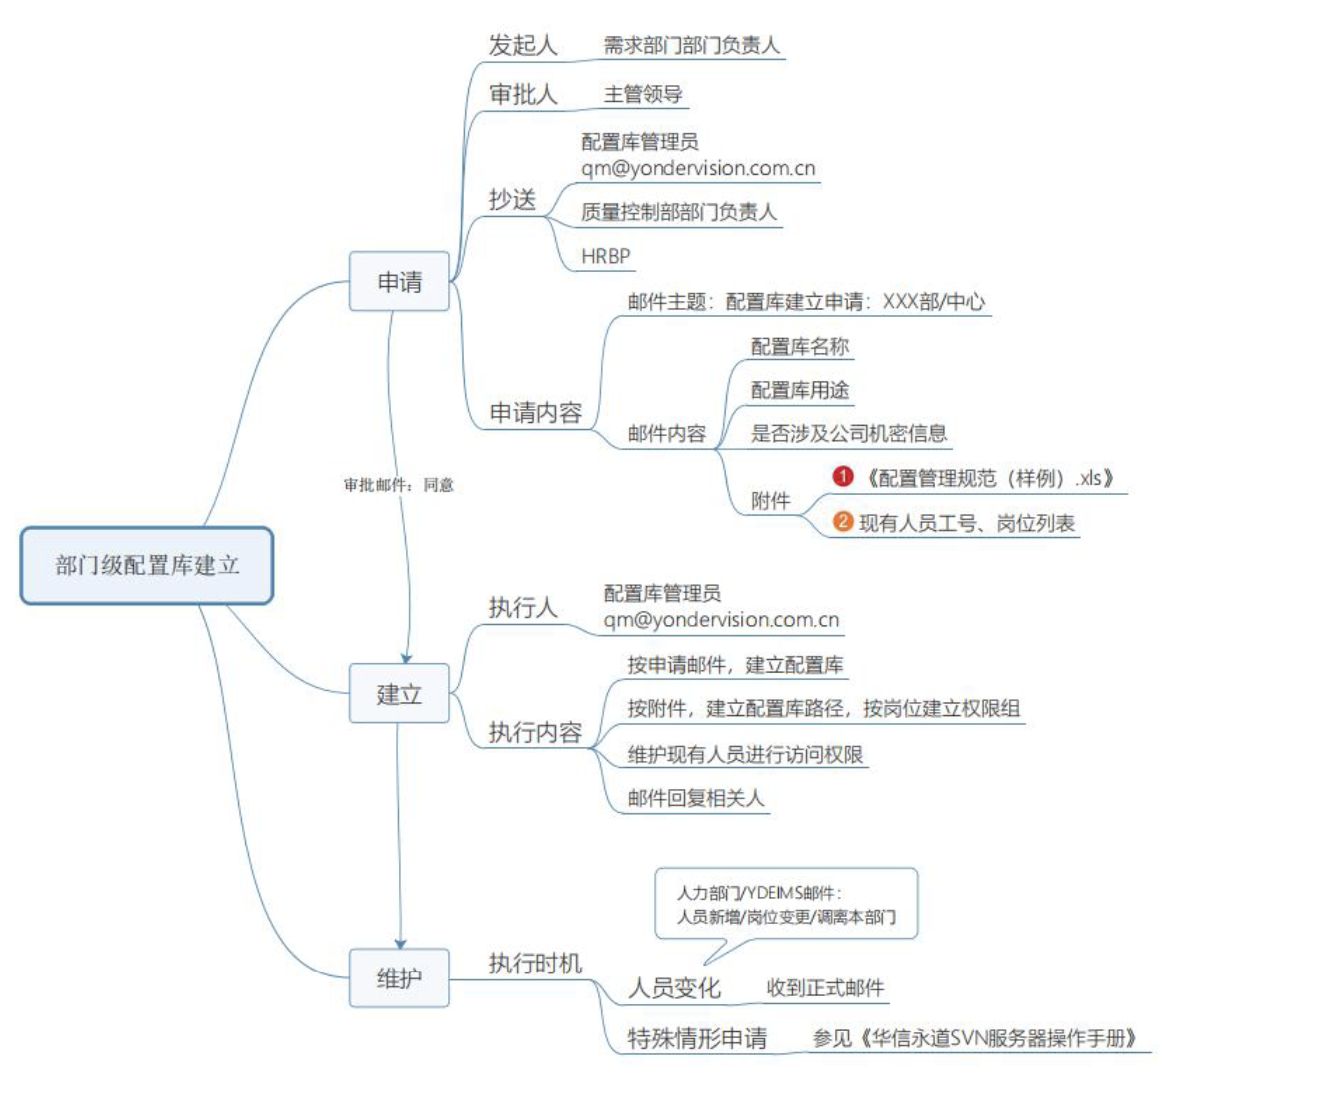 发起人
需求部门部门负责人
审批人
主管领导
抄送
配置库管理员
qm@yondervision.com.cn
质量控制部部门负责人
HRBP
申请
申请内容
邮件主题：配置库建立申请：XXX部/中心
邮件内容
配置库名称
配置库用途
是否涉及公司机密信息
附件
1 《配置管理规范（样例）.xls》
2 现有人员工号、岗位列表
审批邮件：同意
部门级配置库建立
建立
执行人
配置库管理员
qm@yondervision.com.cn
执行内容
按申请邮件，建立配置库
按附件，建立配置库路径，按岗位建立权限组
维护现有人员进行访问权限
邮件回复相关人
维护
执行时机
人力部门/YDEIMS邮件：
人员新增/岗位变更/调离本部门
人员变化
收到正式邮件
特殊情形申请
参见《华信永道SVN服务器操作手册》